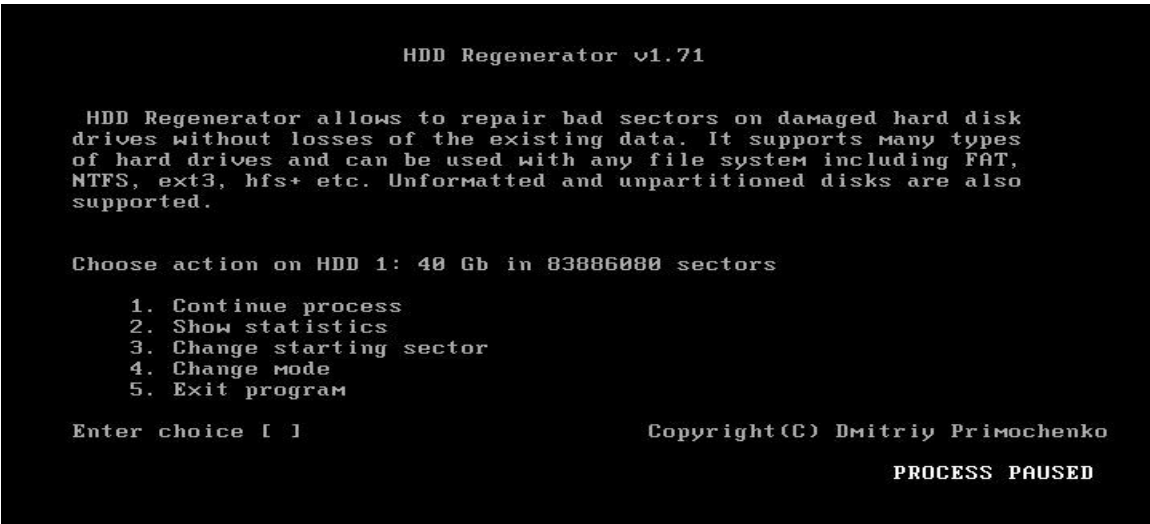 HDD Regenerator v1.71
HDD Regenerator allows to repair bad sectors on damaged hard disk
drives without losses of the existing data. It supports many types
of hard drives and can be used with any file system including FAT,
NTFS, ext3, hfs+ etc. Unformatted and unpartitioned disks are also
supported.
Choose action on HDD 1: 40 Gb in 83886080 sectors
1. Continue process
2. Show statistics
3. Change starting sector
4. Change mode
5. Exit program
Enter choice [ ]
Copyright(C) Dmitriy Primochenko
PROCESS PAUSED